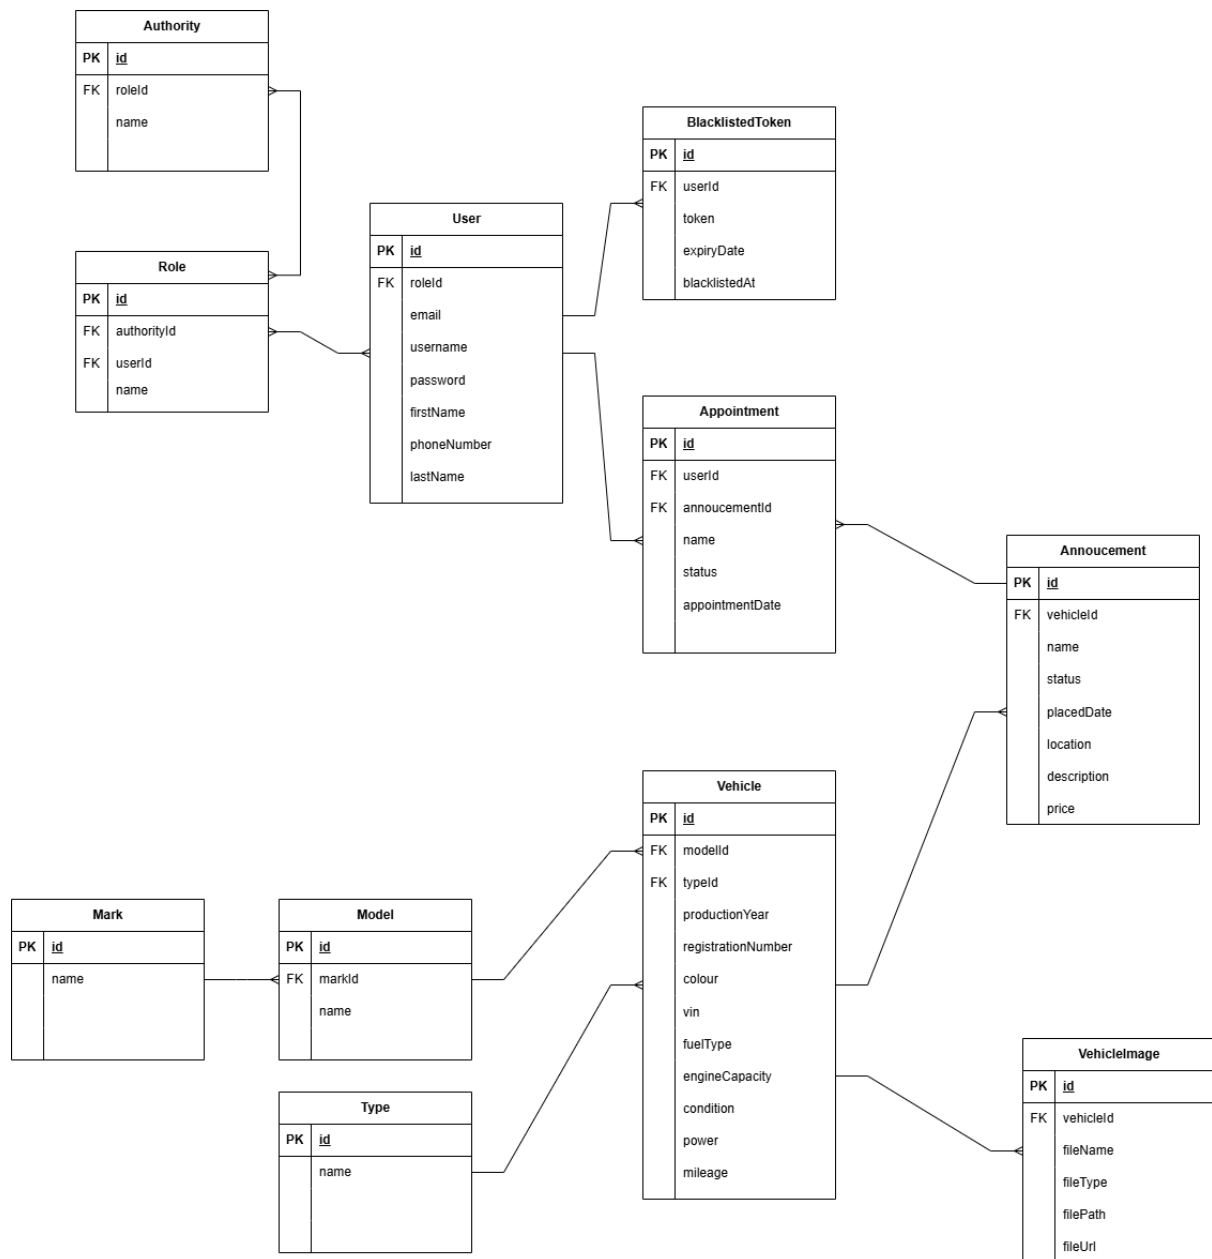 Authority
PK id
FK roleId
name
Role
PK id
FK authorityId
FK userId
name
User
PK id
FK roleId
email
username
password
firstName
phoneNumber
lastName
BlacklistedToken
PK id
FK userId
token
expiryDate
blacklistedAt
Appointment
PK id
FK userId
FK annoucementId
name
status
appointmentDate
Annoucement
PK id
FK vehicleId
name
status
placedDate
location
description
price
Mark
PK id
name
Model
PK id
FK markId
name
Type
PK id
name
Vehicle
PK id
FK modelId
FK typeId
productionYear
registrationNumber
colour
vin
fuelType
engineCapacity
condition
power
mileage
VehicleImage
PK id
FK vehicleId
fileName
fileType
filePath
fileUrl